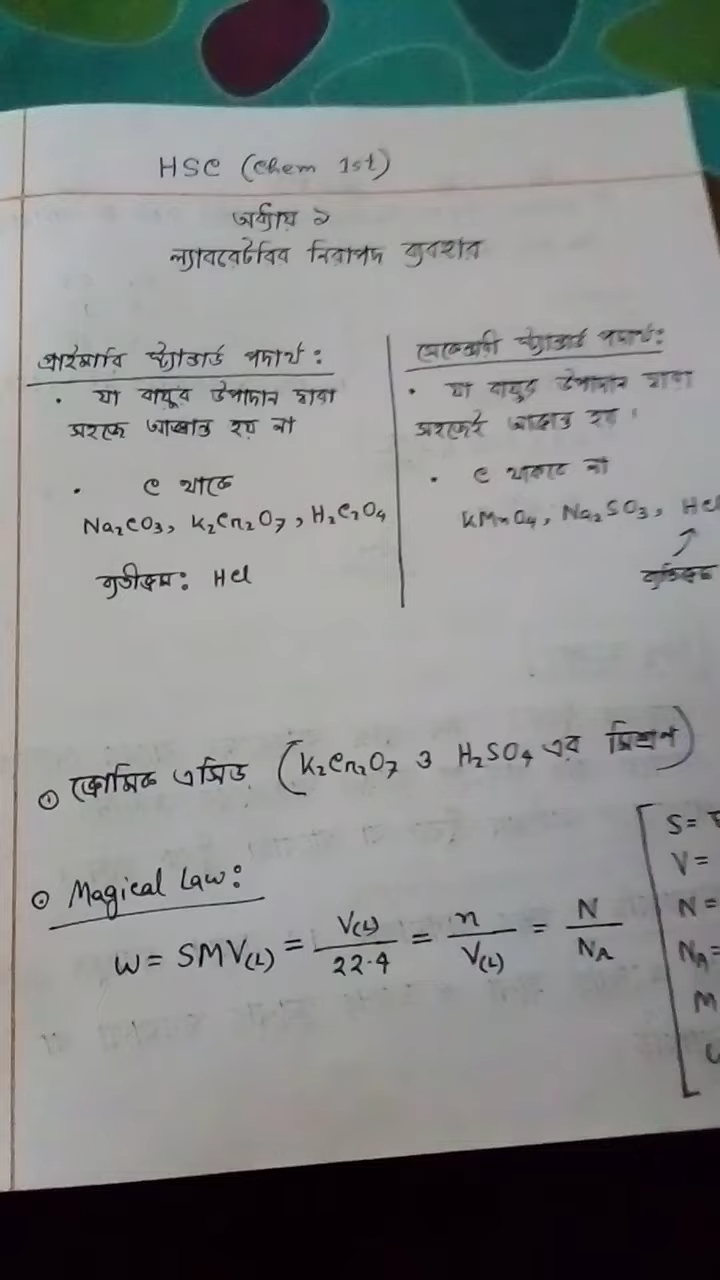 HSC (Chem 1st)
অধ্যায় ১
ল্যাবরেটরির নিরাপদ ব্যবহার
প্রাইমারি স্ট্যান্ডার্ড পদার্থ :
· যা বায়ুর উপাদান দ্বারা
সহজে আক্রান্ত হয় না
· C থাকে
Na₂CO₃, K₂Cr₂O₇, H₂C₂O₄
ব্যতীক্রম: HCl
সেকেন্ডারী স্ট্যান্ডার্ড পদার্থ:
· যা বায়ুর উপাদান দ্বারা
সহজেই আক্রান্ত হয়।
· C থাকবে না
KMnO₄, Na₂SO₃, HCl
ব্যতিক্রম
⊙ ক্রোমিক এসিড (K₂Cr₂O₇ ও H₂SO₄ এর মিশ্রণ)
⊙ Magical Law:
W = SMV(L) = V(L)/22.4 = n/V(L) = N/NA
S=
V=
N=
NA=
M